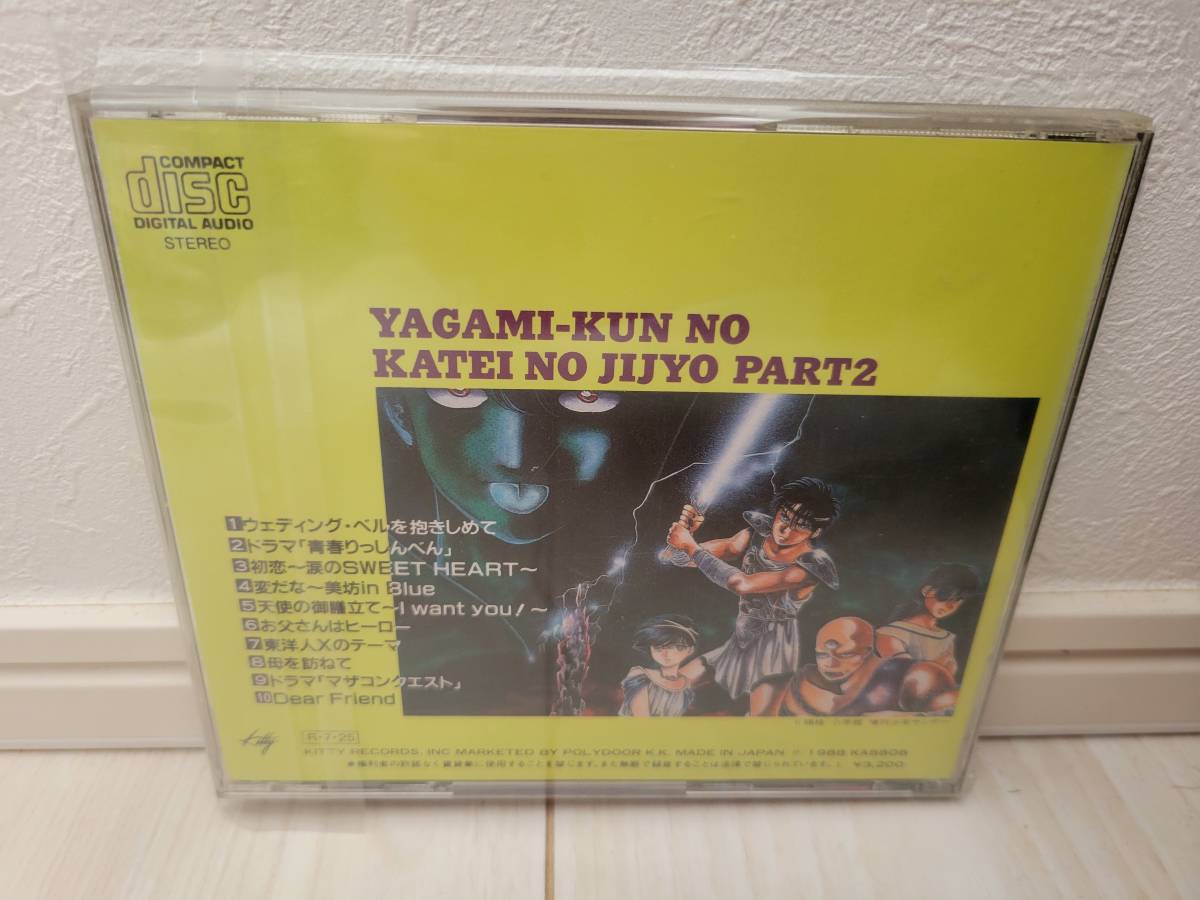 COMPACT
disc
DIGITAL AUDIO
STEREO
YAGAMI-KUN NO
KATEI NO JIJYO PART2
1 ウェディング・ベルを抱きしめて
2 ドラマ「青春りっしんべん」
3 初恋〜涙のSWEET HEART〜
4 変だな〜美坊in Blue
5 天使の御膳立て〜I want you!〜
6 お父さんはヒーロー
7 東洋人Xのテーマ
8 母を訪ねて
9 ドラマ「マザコンクエスト」
10 Dear Friend
Kitty
R・7・25
KITTY RECORDS, INC MARKETED BY POLYDOOR K.K. MADE IN JAPAN ℗ 1988 KA8808
¥3,200